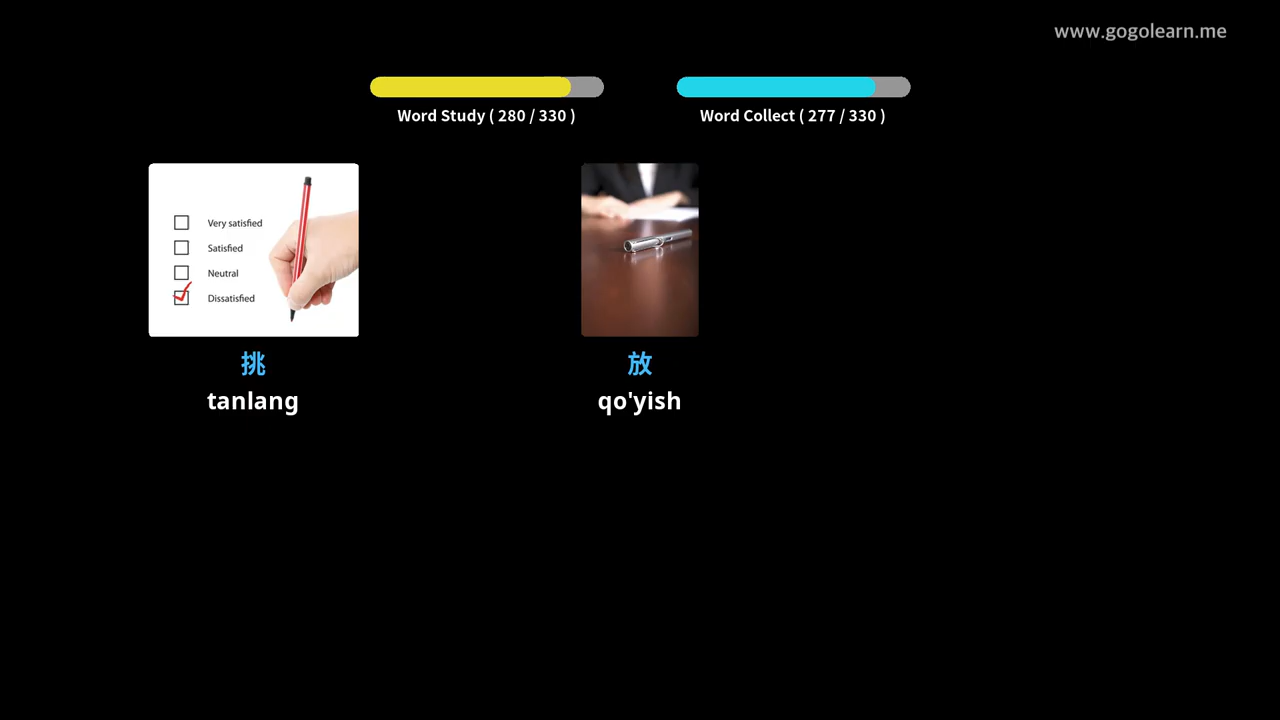 www.gogolearn.me
Word Study ( 280 / 330 )
Word Collect ( 277 / 330 )
Very satisfied
Satisfied
Neutral
Dissatisfied
挑
tanlang
放
qo'yish